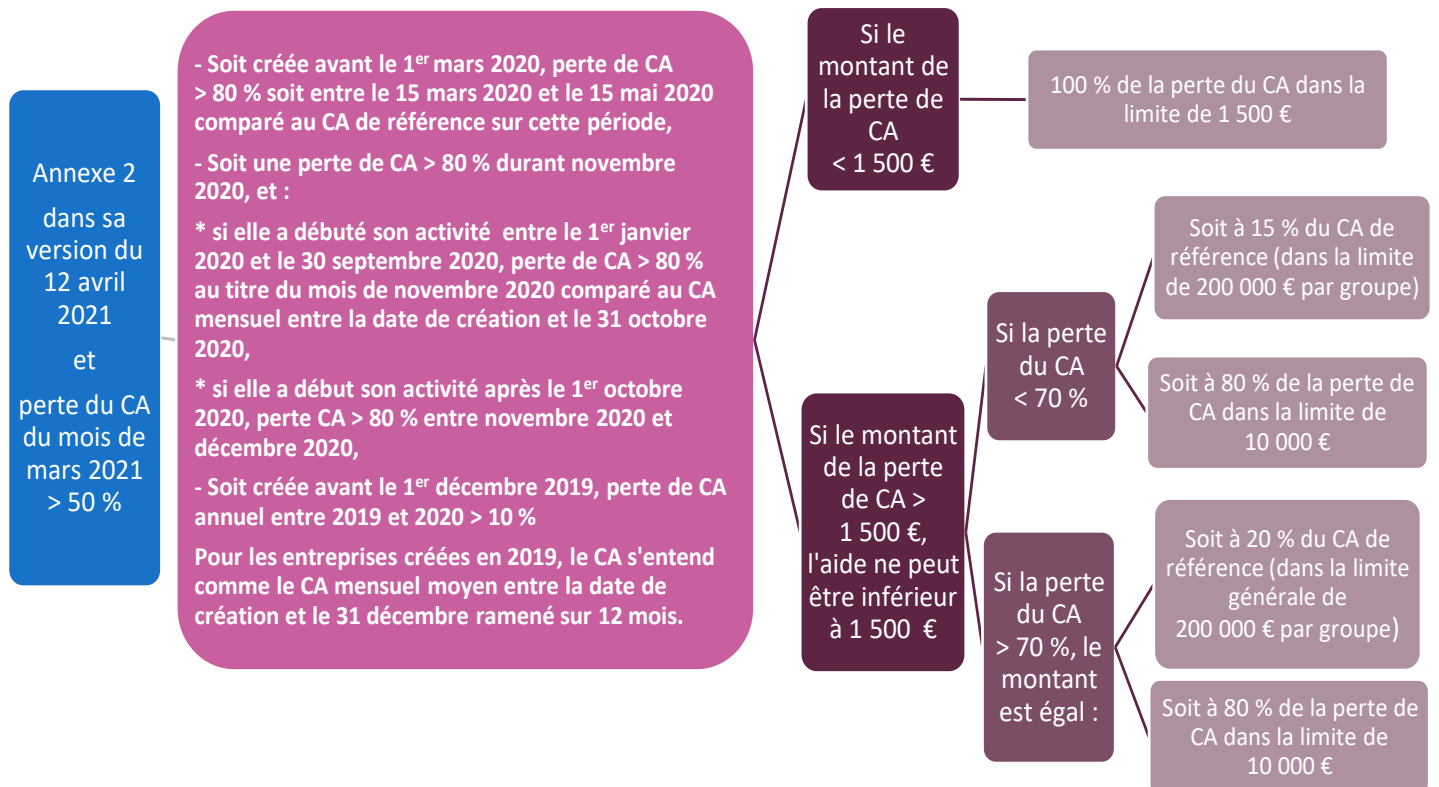 Annexe 2
dans sa
version du
12 avril
2021
et
perte du CA
du mois de
mars 2021
> 50 %
- Soit créée avant le 1er mars 2020, perte de CA
> 80 % soit entre le 15 mars 2020 et le 15 mai 2020
comparé au CA de référence sur cette période,
- Soit une perte de CA > 80 % durant novembre
2020, et :
* si elle a débuté son activité entre le 1er janvier
2020 et le 30 septembre 2020, perte de CA > 80 %
au titre du mois de novembre 2020 comparé au CA
mensuel entre la date de création et le 31 octobre
2020,
* si elle a début son activité après le 1er octobre
2020, perte CA > 80 % entre novembre 2020 et
décembre 2020,
- Soit créée avant le 1er décembre 2019, perte de CA
annuel entre 2019 et 2020 > 10 %
Pour les entreprises créées en 2019, le CA s'entend
comme le CA mensuel moyen entre la date de
création et le 31 décembre ramené sur 12 mois.
Si le
montant de
la perte de
CA
< 1 500 €
100 % de la perte du CA dans la
limite de 1 500 €
Si le montant
de la perte
de CA >
1 500 €,
l'aide ne peut
être inférieur
à 1 500 €
Si la perte
du CA
< 70 %
Soit à 15 % du CA de
référence (dans la limite
de 200 000 € par groupe)
Soit à 80 % de la perte de
CA dans la limite de
10 000 €
Si la perte
du CA
> 70 %, le
montant
est égal :
Soit à 20 % du CA de
référence (dans la limite
générale de
200 000 € par groupe)
Soit à 80 % de la perte de
CA dans la limite de
10 000 €